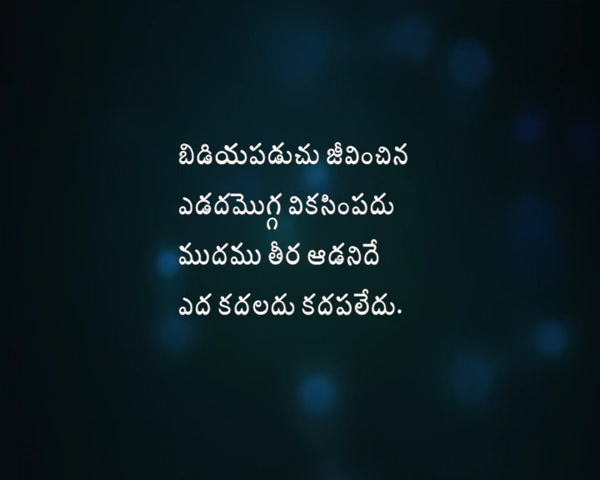 బిడియపడుచు జీవించిన
ఎడదమొగ్గ వికసింపదు
ముదము తీర ఆడనిదే
ఎద కదలదు కదపలేదు.